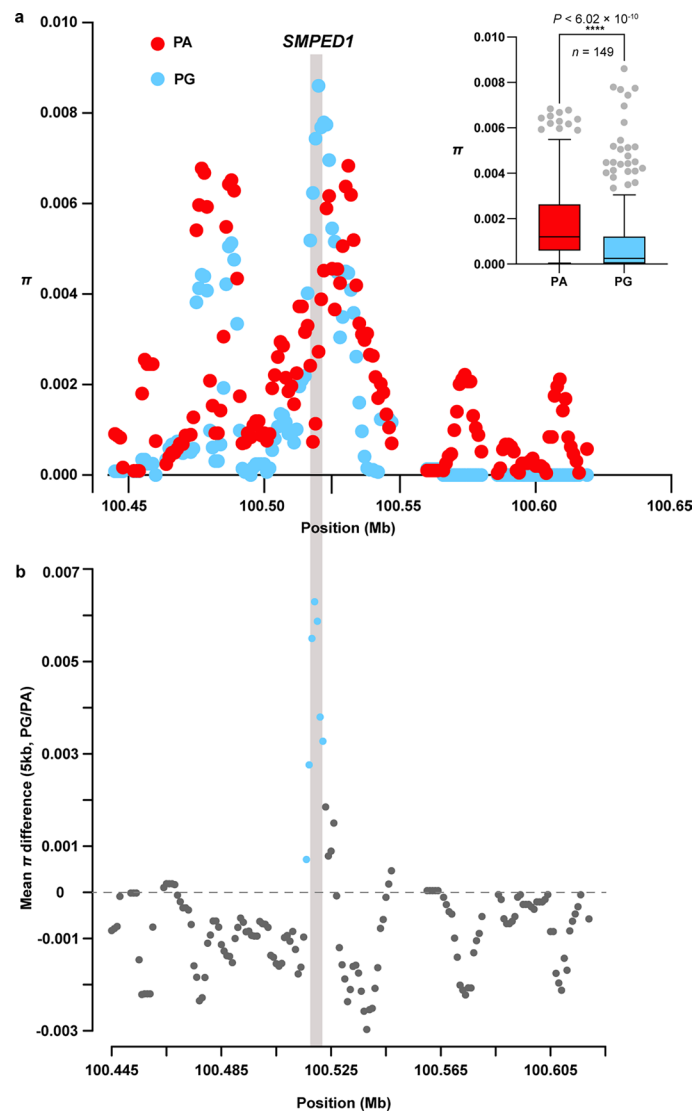 a
SMPED1
PA
PG
0.010
0.008
0.006
0.004
0.002
0.000
π
100.45
100.50
100.55
100.60
100.65
Position (Mb)
P < 6.02 × 10-10
****
n = 149
0.010
0.008
0.006
0.004
0.002
0.000
π
PA
PG
b
0.007
0.005
0.003
0.001
0
-0.001
-0.003
Mean π difference (5kb, PG/PA)
100.445
100.485
100.525
100.565
100.605
Position (Mb)